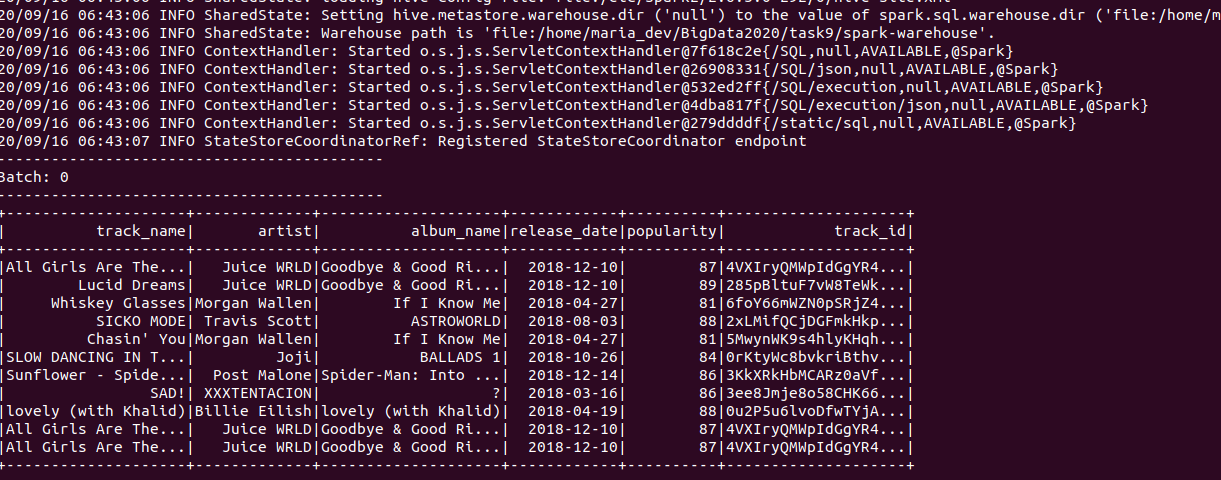 20/09/16 06:43:06 INFO SharedState: Setting hive.metastore.warehouse.dir ('null') to the value of spark.sql.warehouse.dir ('file:/home/m
20/09/16 06:43:06 INFO SharedState: Warehouse path is 'file:/home/maria_dev/BigData2020/task9/spark-warehouse'.
20/09/16 06:43:06 INFO ContextHandler: Started o.s.j.s.ServletContextHandler@7f618c2e{/SQL,null,AVAILABLE,@Spark}
20/09/16 06:43:06 INFO ContextHandler: Started o.s.j.s.ServletContextHandler@26908331{/SQL/json,null,AVAILABLE,@Spark}
20/09/16 06:43:06 INFO ContextHandler: Started o.s.j.s.ServletContextHandler@532ed2ff{/SQL/execution,null,AVAILABLE,@Spark}
20/09/16 06:43:06 INFO ContextHandler: Started o.s.j.s.ServletContextHandler@4dba817f{/SQL/execution/json,null,AVAILABLE,@Spark}
20/09/16 06:43:06 INFO ContextHandler: Started o.s.j.s.ServletContextHandler@279ddddf{/static/sql,null,AVAILABLE,@Spark}
20/09/16 06:43:07 INFO StateStoreCoordinatorRef: Registered StateStoreCoordinator endpoint
-------------------------------------------
Batch: 0
-------------------------------------------
+--------------------+-------------+--------------------+------------+----------+--------------------+
|          track_name|       artist|          album_name|release_date|popularity|            track_id|
+--------------------+-------------+--------------------+------------+----------+--------------------+
|All Girls Are The...|   Juice WRLD|Goodbye & Good Ri...|  2018-12-10|        87|4VXIryQMWpIdGgYR4...|
|        Lucid Dreams|   Juice WRLD|Goodbye & Good Ri...|  2018-12-10|        89|285pBltuF7vW8TeWk...|
|     Whiskey Glasses|Morgan Wallen|        If I Know Me|  2018-04-27|        81|6foY66mWZN0pSRjZ4...|
|          SICKO MODE| Travis Scott|          ASTROWORLD|  2018-08-03|        88|2xLMifQCjDGFmkHkp...|
|         Chasin' You|Morgan Wallen|        If I Know Me|  2018-04-27|        81|5MwynWK9s4hlyKHqh...|
|SLOW DANCING IN T...|         Joji|           BALLADS 1|  2018-10-26|        84|0rKtyWc8bvkriBthv...|
|Sunflower - Spide...|  Post Malone|Spider-Man: Into ...|  2018-12-14|        86|3KkXRkHbMCARz0aVf...|
|                SAD!| XXXTENTACION|                   ?|  2018-03-16|        86|3ee8Jmje8o58CHK66...|
|lovely (with Khalid)|Billie Eilish|lovely (with Khalid)|  2018-04-19|        88|0u2P5u6lvoDfwTYjA...|
|All Girls Are The...|   Juice WRLD|Goodbye & Good Ri...|  2018-12-10|        87|4VXIryQMWpIdGgYR4...|
|All Girls Are The...|   Juice WRLD|Goodbye & Good Ri...|  2018-12-10|        87|4VXIryQMWpIdGgYR4...|
+--------------------+-------------+--------------------+------------+----------+--------------------+